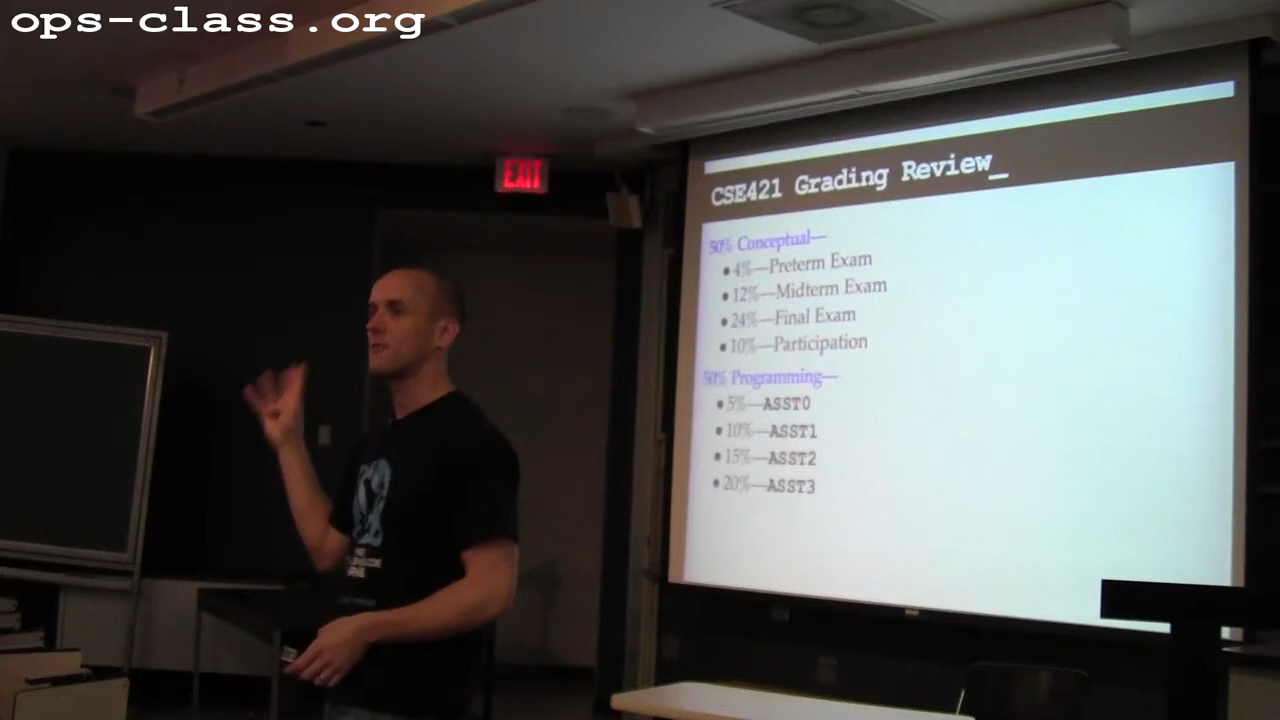 ops-class.org
EXIT
CSE421 Grading Review_
50% Conceptual—
• 4%—Preterm Exam
• 12%—Midterm Exam
• 24%—Final Exam
• 10%—Participation
50% Programming—
• 5%—ASST0
• 10%—ASST1
• 15%—ASST2
• 20%—ASST3